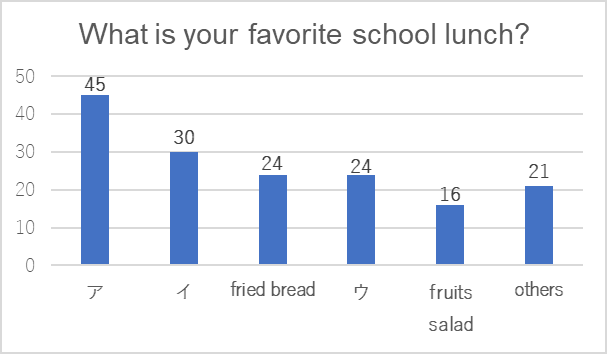 What is your favorite school lunch?
50
40
30
20
10
0
45
30
24
24
16
21
ア
イ
fried bread
ウ
fruits
salad
others